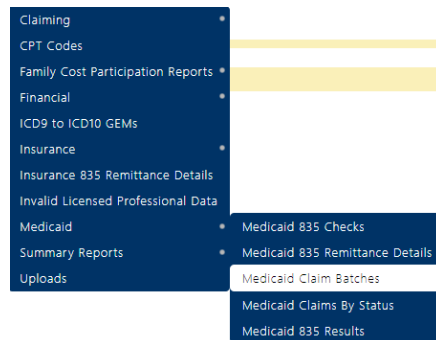 Claiming
CPT Codes
Family Cost Participation Reports
Financial
ICD9 to ICD10 GEMs
Insurance
Insurance 835 Remittance Details
Invalid Licensed Professional Data
Medicaid
Medicaid 835 Checks
Summary Reports
Medicaid 835 Remittance Details
Uploads
Medicaid Claim Batches
Medicaid Claims By Status
Medicaid 835 Results